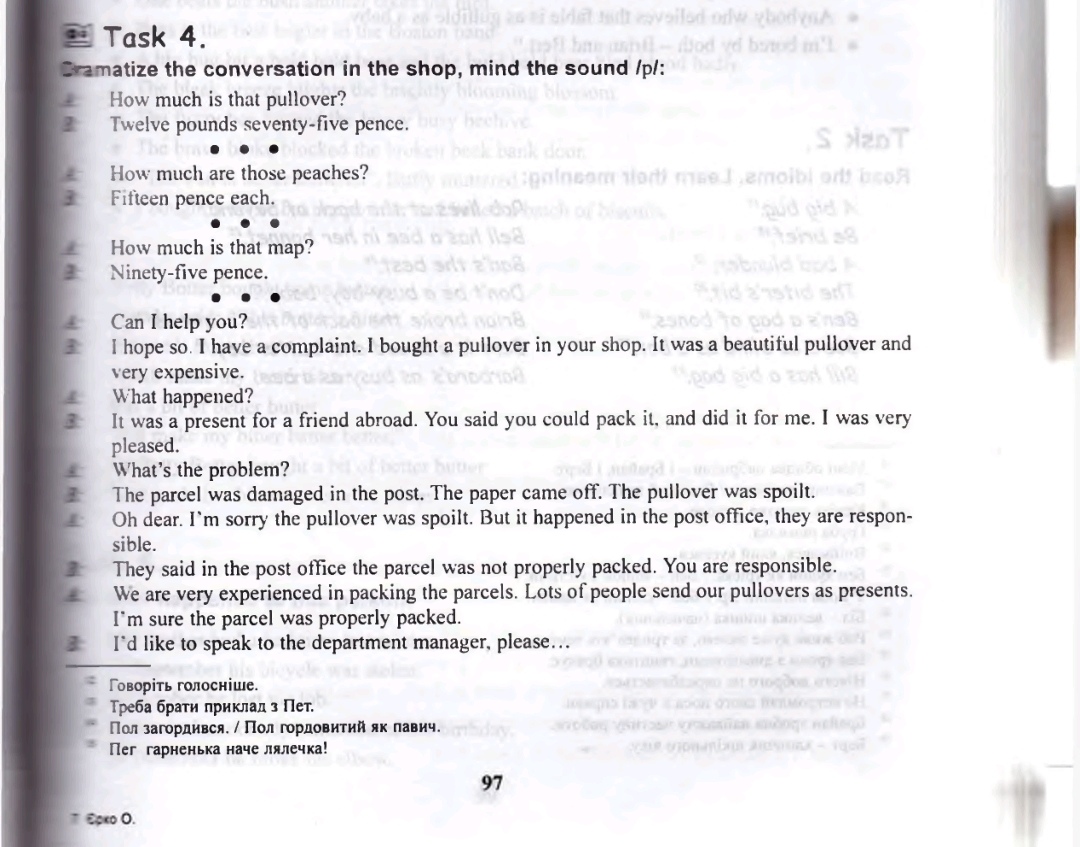 Task 4.
Dramatize the conversation in the shop, mind the sound /p/:
A: How much is that pullover?
B: Twelve pounds seventy-five pence.
• • •
A: How much are those peaches?
B: Fifteen pence each.
• • •
A: How much is that map?
B: Ninety-five pence.
• • •
A: Can I help you?
B: I hope so. I have a complaint. I bought a pullover in your shop. It was a beautiful pullover and
very expensive.
A: What happened?
B: It was a present for a friend abroad. You said you could pack it, and did it for me. I was very
pleased.
A: What's the problem?
B: The parcel was damaged in the post. The paper came off. The pullover was spoilt.
A: Oh dear. I'm sorry the pullover was spoilt. But it happened in the post office, they are respon-
sible.
B: They said in the post office the parcel was not properly packed. You are responsible.
A: We are very experienced in packing the parcels. Lots of people send our pullovers as presents.
I'm sure the parcel was properly packed.
B: I'd like to speak to the department manager, please…
Говоріть голосніше.
Треба брати приклад з Пет.
Пол загордився. / Пол гордовитий як павич.
Пег гарненька наче лялечка!
97
Єрко О.